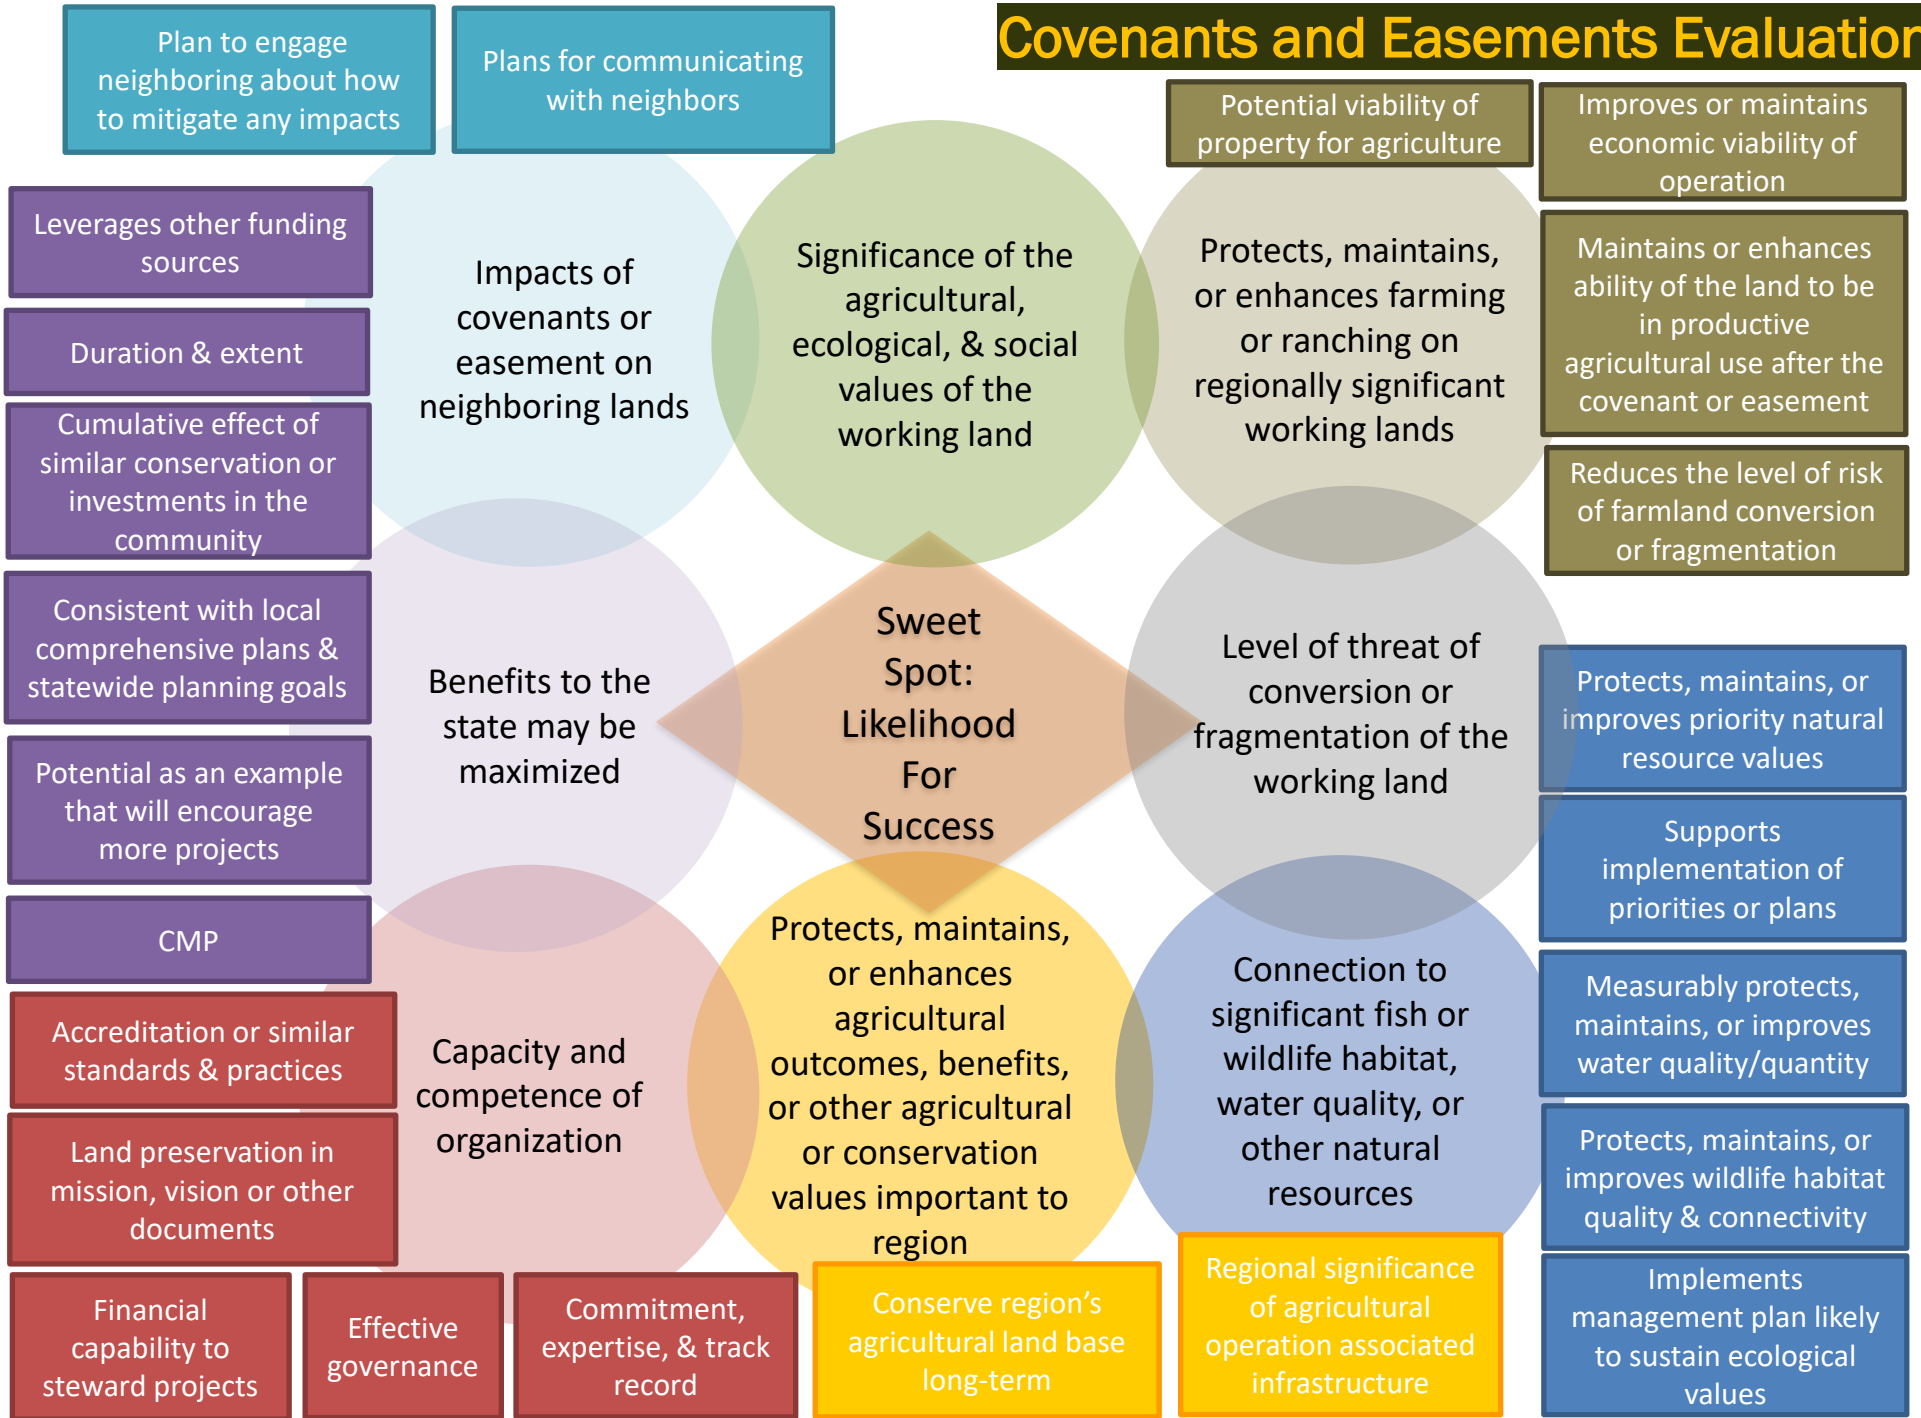 Covenants and Easements Evaluation
Plan to engage
neighboring about how
to mitigate any impacts
Plans for communicating
with neighbors
Potential viability of
property for agriculture
Improves or maintains
economic viability of
operation
Leverages other funding
sources
Duration & extent
Cumulative effect of
similar conservation or
investments in the
community
Consistent with local
comprehensive plans &
statewide planning goals
Potential as an example
that will encourage
more projects
CMP
Impacts of
covenants or
easement on
neighboring lands
Significance of the
agricultural,
ecological, & social
values of the
working land
Protects, maintains,
or enhances farming
or ranching on
regionally significant
working lands
Maintains or enhances
ability of the land to be
in productive
agricultural use after the
covenant or easement
Reduces the level of risk
of farmland conversion
or fragmentation
Benefits to the
state may be
maximized
Sweet
Spot:
Likelihood
For
Success
Level of threat of
conversion or
fragmentation of the
working land
Protects, maintains, or
improves priority natural
resource values
Supports
implementation of
priorities or plans
Measurably protects,
maintains, or improves
water quality/quantity
Protects, maintains, or
improves wildlife habitat
quality & connectivity
Implements
management plan likely
to sustain ecological
values
Accreditation or similar
standards & practices
Land preservation in
mission, vision or other
documents
Capacity and
competence of
organization
Protects, maintains,
or enhances
agricultural
outcomes, benefits,
or other agricultural
or conservation
values important to
region
Connection to
significant fish or
wildlife habitat,
water quality, or
other natural
resources
Financial
capability to
steward projects
Effective
governance
Commitment,
expertise, & track
record
Conserve region’s
agricultural land base
long-term
Regional significance
of agricultural
operation associated
infrastructure